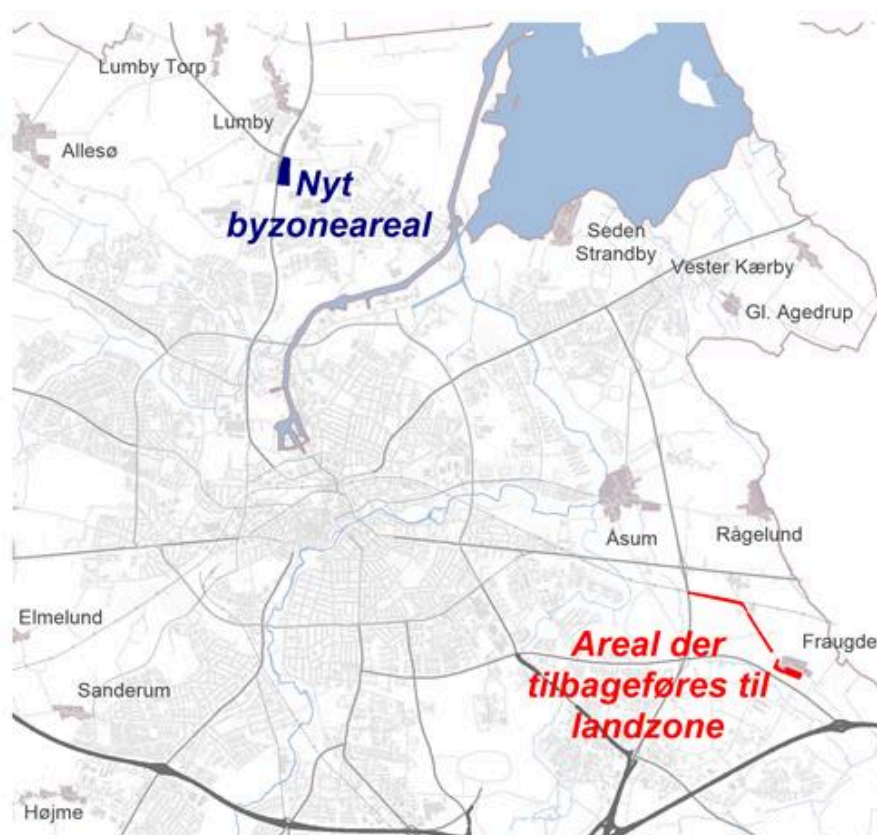 Lumby Torp
Lumby
Allesø
Nyt
byzoneareal
Seden
Strandby
Vester Kærby
Gl. Agedrup
Åsum
Rågelund
Elmelund
Fraugde
Areal der
tilbageføres til
landzone
Sanderum
Højme